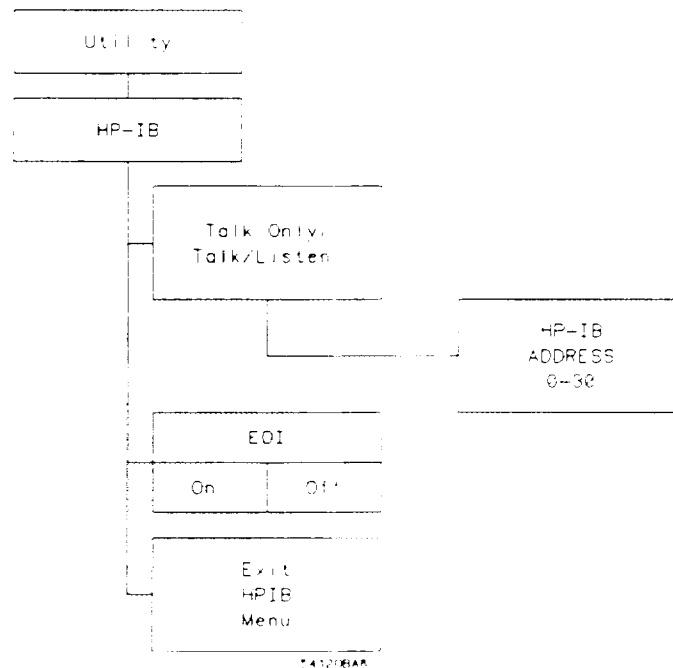 Utility
HP-IB
Talk Only,
Talk/Listen
HP-IB
ADDRESS
0-30
EOI
On Off
Exit
HPIB
Menu